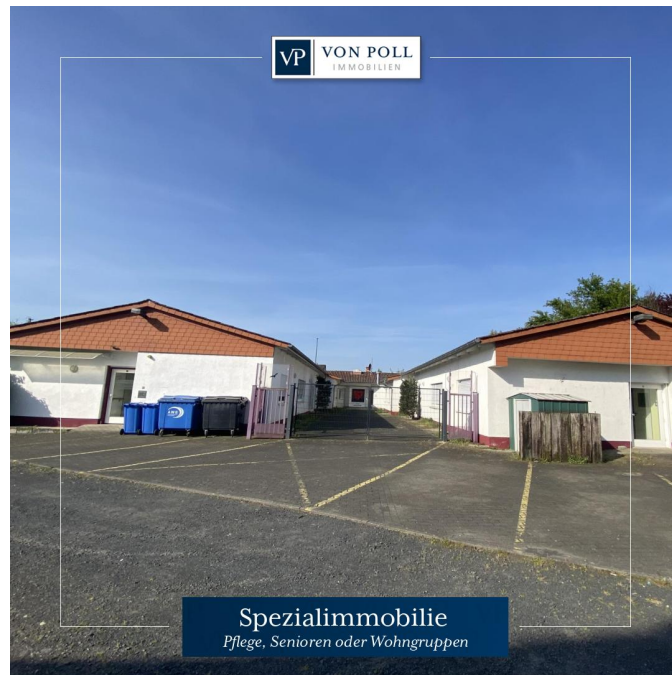 VP VON POLL
IMMOBILIEN
Spezialimmobilie
Pflege, Senioren oder Wohngruppen